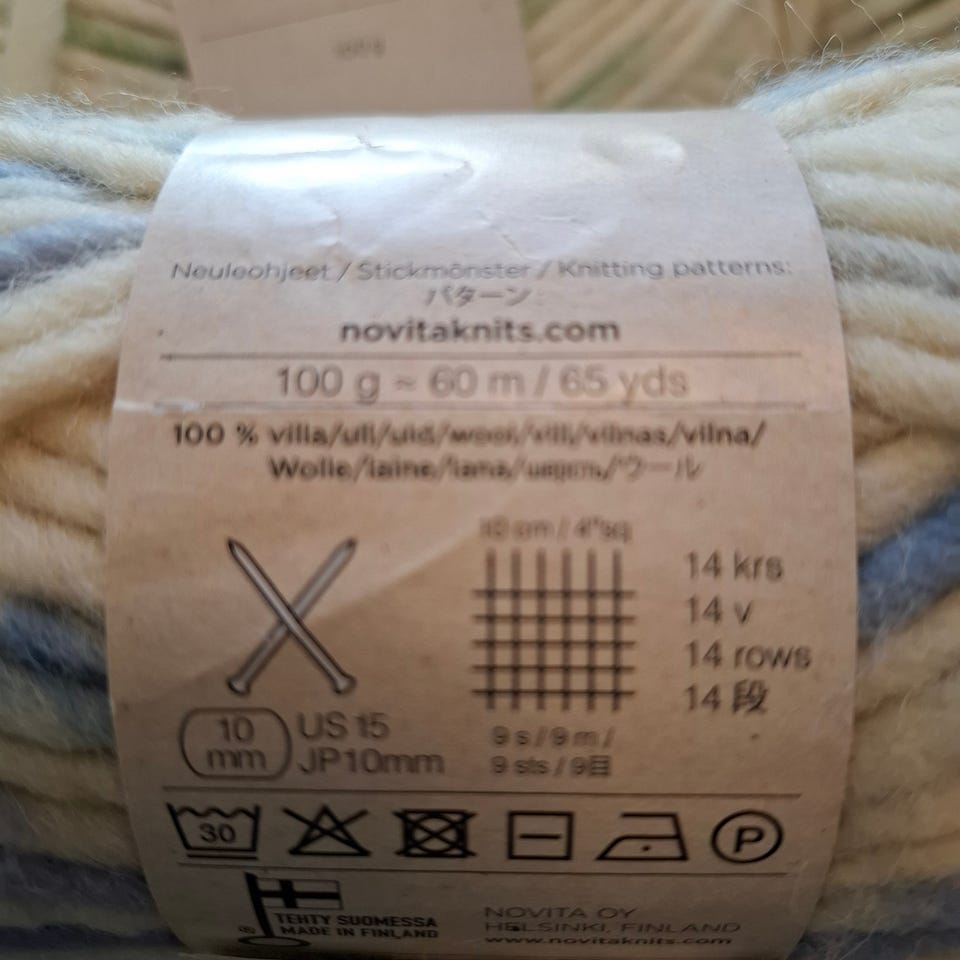 Neuleohjeet / Stickmönster / Knitting patterns:
パターン:
novitaknits.com
100 g ~ 60 m / 65 yds
100 % villa/ull/uld/wool/vill/vilnas/vilna/
Wolle/laine/lana/шерсть/ウール
10 cm / 4"sq
14 krs
14 v
14 rows
14 段
10 mm
US 15
JP10mm
9 s / 9 m /
9 sts / 9目
30
P
TEHTY SUOMESSA
MADE IN FINLAND
NOVITA OY
HELSINKI, FINLAND
www.novitaknits.com